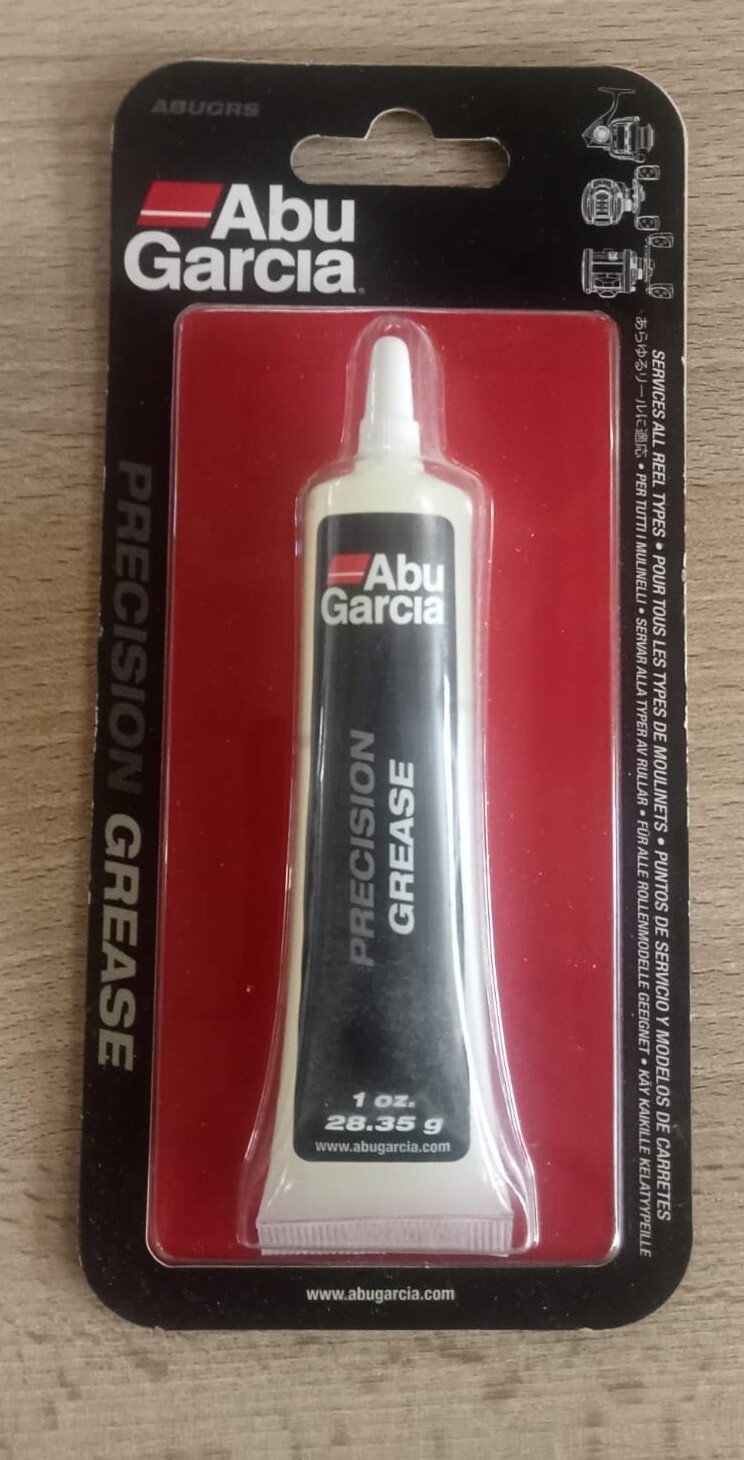 ABUGRS
Abu
Garcia
PRECISION GREASE
SERVICES ALL REEL TYPES • POUR TOUS LES TYPES DE MOULINETS • PUNTOS DE SERVICIO Y MODELOS DE CARRETES
あらゆるリールに適応 • PER TUTTI I MULINELLI • SERVAR ALLA TYPER AV RULLAR • FÜR ALLE ROLLENMODELLE GEEIGNET • KÄY KAIKILLE KELATYYPEILLE
Abu
Garcia
PRECISION
GREASE
1 oz.
28.35 g
www.abugarcia.com
www.abugarcia.com